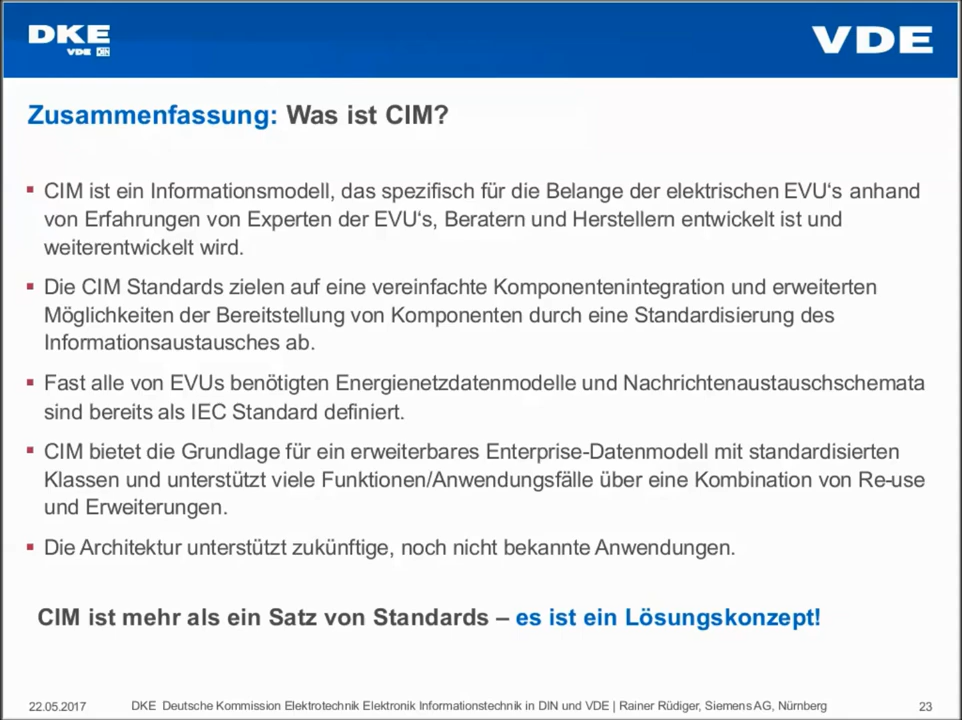 DKE
VDE DIN
VDE
Zusammenfassung: Was ist CIM?
▪ CIM ist ein Informationsmodell, das spezifisch für die Belange der elektrischen EVU‘s anhand
von Erfahrungen von Experten der EVU‘s, Beratern und Herstellern entwickelt ist und
weiterentwickelt wird.
▪ Die CIM Standards zielen auf eine vereinfachte Komponentenintegration und erweiterten
Möglichkeiten der Bereitstellung von Komponenten durch eine Standardisierung des
Informationsaustausches ab.
▪ Fast alle von EVUs benötigten Energienetzdatenmodelle und Nachrichtenaustauschschemata
sind bereits als IEC Standard definiert.
▪ CIM bietet die Grundlage für ein erweiterbares Enterprise-Datenmodell mit standardisierten
Klassen und unterstützt viele Funktionen/Anwendungsfälle über eine Kombination von Re-use
und Erweiterungen.
▪ Die Architektur unterstützt zukünftige, noch nicht bekannte Anwendungen.
CIM ist mehr als ein Satz von Standards – es ist ein Lösungskonzept!
22.05.2017 DKE Deutsche Kommission Elektrotechnik Elektronik Informationstechnik in DIN und VDE | Rainer Rüdiger, Siemens AG, Nürnberg 23